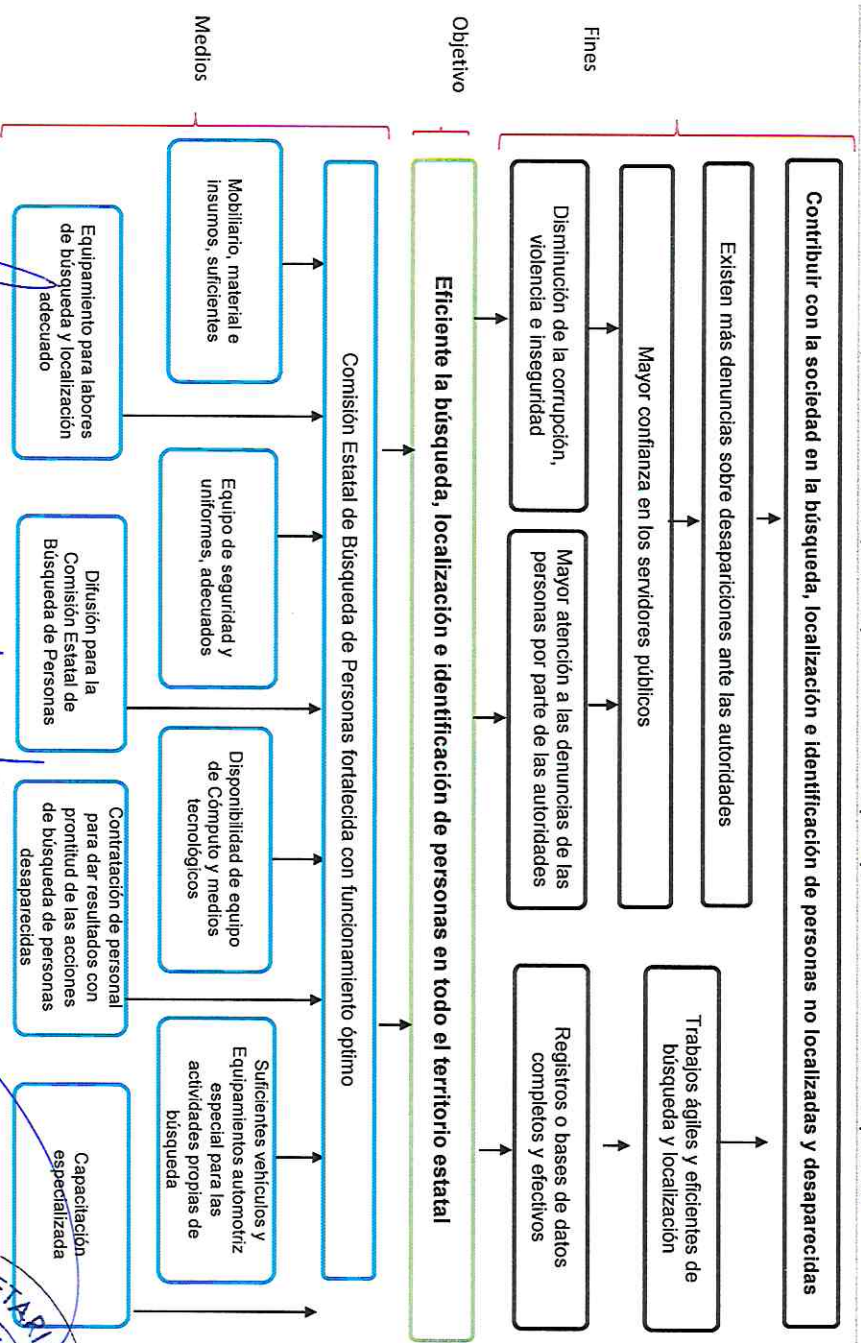 Fines
Contribuir con la sociedad en la búsqueda, localización e identificación de personas no localizadas y desaparecidas
Existen más denuncias sobre desapariciones ante las autoridades
Trabajos ágiles y eficientes de
búsqueda y localización
Mayor confianza en los servidores públicos
Disminución de la corrupción,
violencia e inseguridad
Mayor atención a las denuncias de las
personas por parte de las autoridades
Registros o bases de datos
completos y efectivos
Objetivo
Eficiente la búsqueda, localización e identificación de personas en todo el territorio estatal
Medios
Comisión Estatal de Búsqueda de Personas fortalecida con funcionamiento óptimo
Mobiliario, material e
insumos, suficientes
Equipo de seguridad y
uniformes, adecuados
Disponibilidad de equipo
de Cómputo y medios
tecnológicos
Suficientes vehículos y
Equipamientos automotriz
especial para las
actividades propias de
búsqueda
Equipamiento para labores
de búsqueda y localización
adecuado
Difusión para la
Comisión Estatal de
Búsqueda de Personas
Contratación de personal
para dar resultados con
prontitud de las acciones
de búsqueda de personas
desaparecidas
Capacitación
especializada